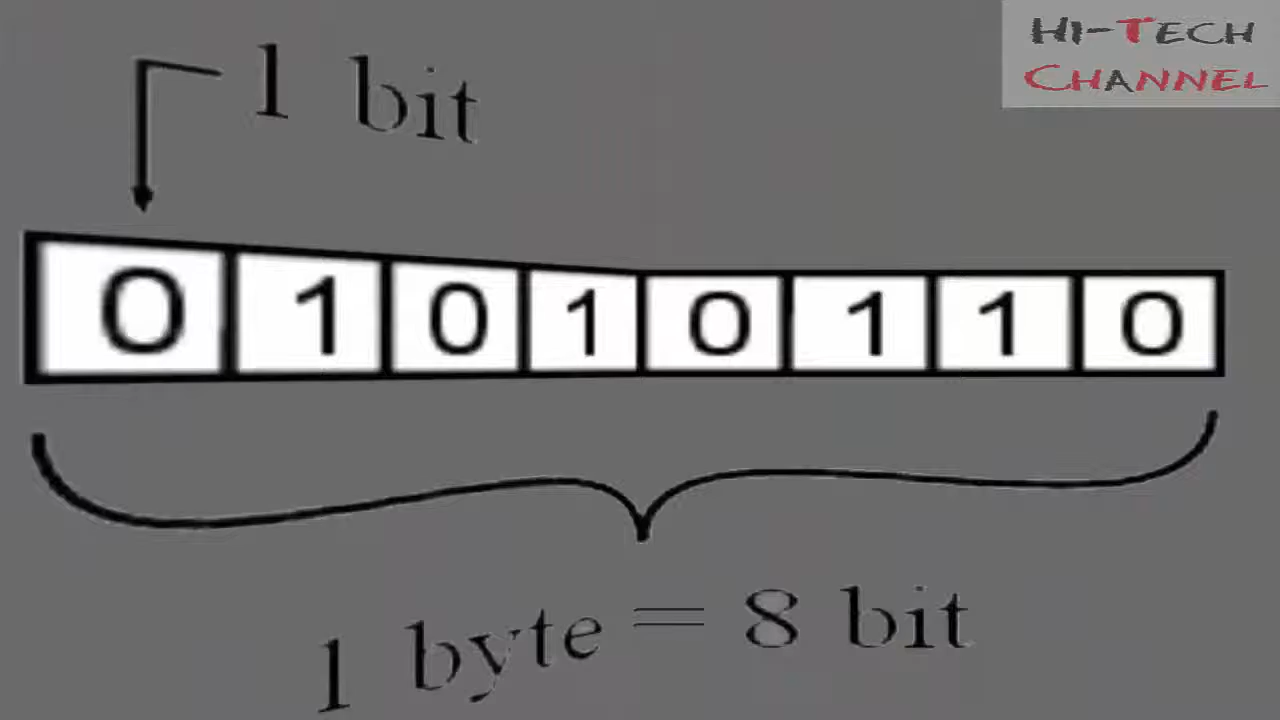 1 bit
HI-TECH
CHANNEL
0 1 0 1 0 1 1 0
1 byte = 8 bit